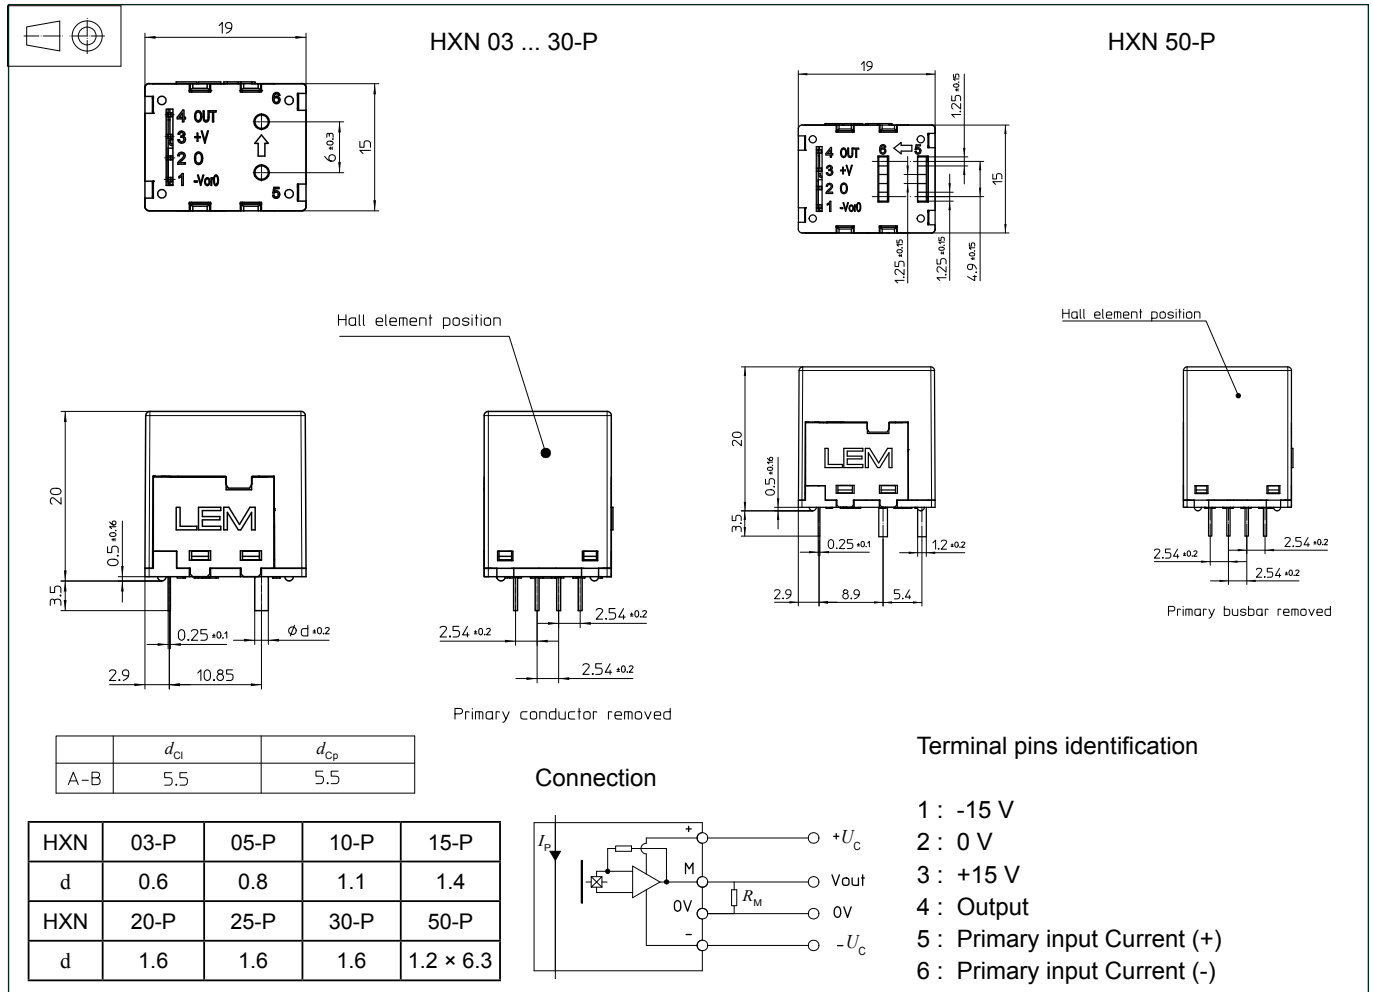 HXN 03 ... 30-P
19
6
4 OUT
3 +V
2 O
1 -Vor0
5
6 ±0.3
15
HXN 50-P
19
1.25 ±0.15
4 OUT
3 +V
2 O
1 -Vor0
6
5
15
1.25 ±0.15
1.25 ±0.15
4.9 ±0.15
Hall element position
LEM
20
0.5 ±0.16
3.5
0.25 ±0.1
Ød ±0.2
2.9
10.85
2.54 ±0.2
2.54 ±0.2
2.54 ±0.2
Primary conductor removed
Hall element position
LEM
20
0.5 ±0.16
3.5
0.25 ±0.1
1.2 ±0.2
2.9
8.9
5.4
2.54 ±0.2
2.54 ±0.2
2.54 ±0.2
Primary busbar removed
dCI dCp
A-B 5.5 5.5
HXN 03-P 05-P 10-P 15-P
d 0.6 0.8 1.1 1.4
HXN 20-P 25-P 30-P 50-P
d 1.6 1.6 1.6 1.2 × 6.3
Connection
IP
+
M
0V
-
RM
+UC
Vout
0V
-UC
Terminal pins identification
1 : -15 V
2 : 0 V
3 : +15 V
4 : Output
5 : Primary input Current (+)
6 : Primary input Current (-)